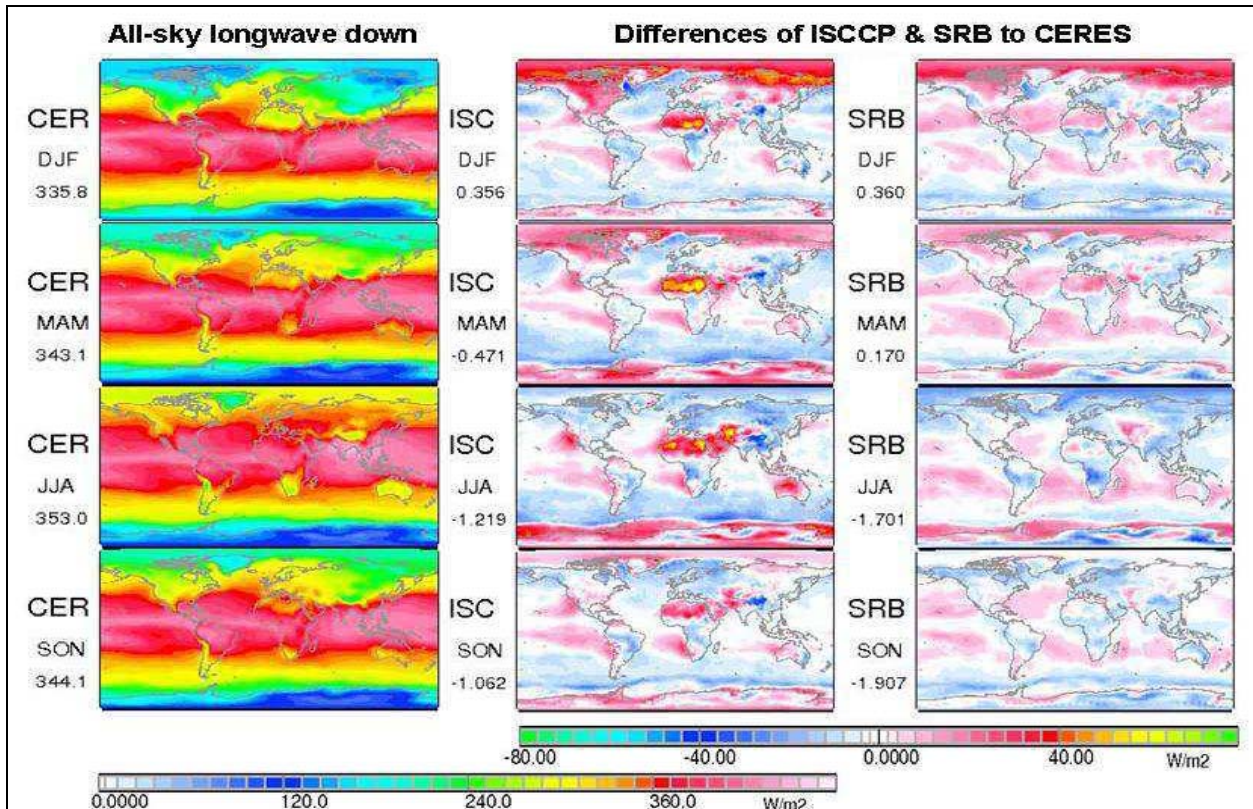 All-sky longwave down
Differences of ISCCP & SRB to CERES
CER
DJF
335.8
ISC
DJF
0.356
SRB
DJF
0.360
CER
MAM
343.1
ISC
MAM
-0.471
SRB
MAM
0.170
CER
JJA
353.0
ISC
JJA
-1.219
SRB
JJA
-1.701
CER
SON
344.1
ISC
SON
-1.062
SRB
SON
-1.907
-80.00 -40.00 0.0000 40.00 W/m2
0.0000 120.0 240.0 360.0 W/m2